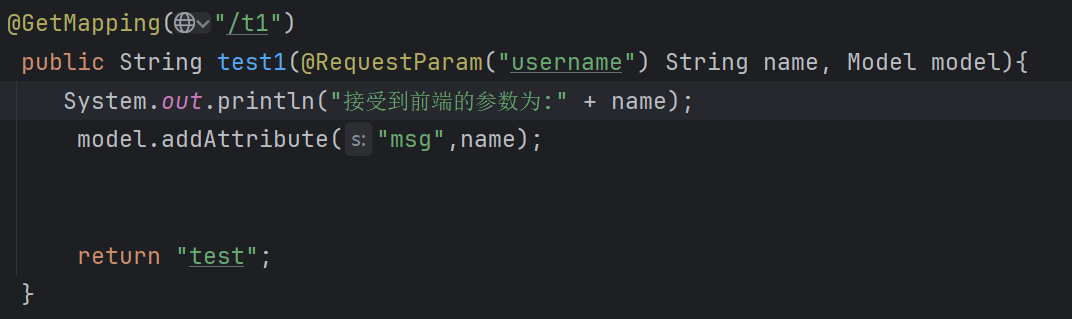 @GetMapping("/t1")
public String test1(@RequestParam("username") String name, Model model){
System.out.println("接受到前端的参数为:" + name);
model.addAttribute( s: "msg",name);
return "test";
}